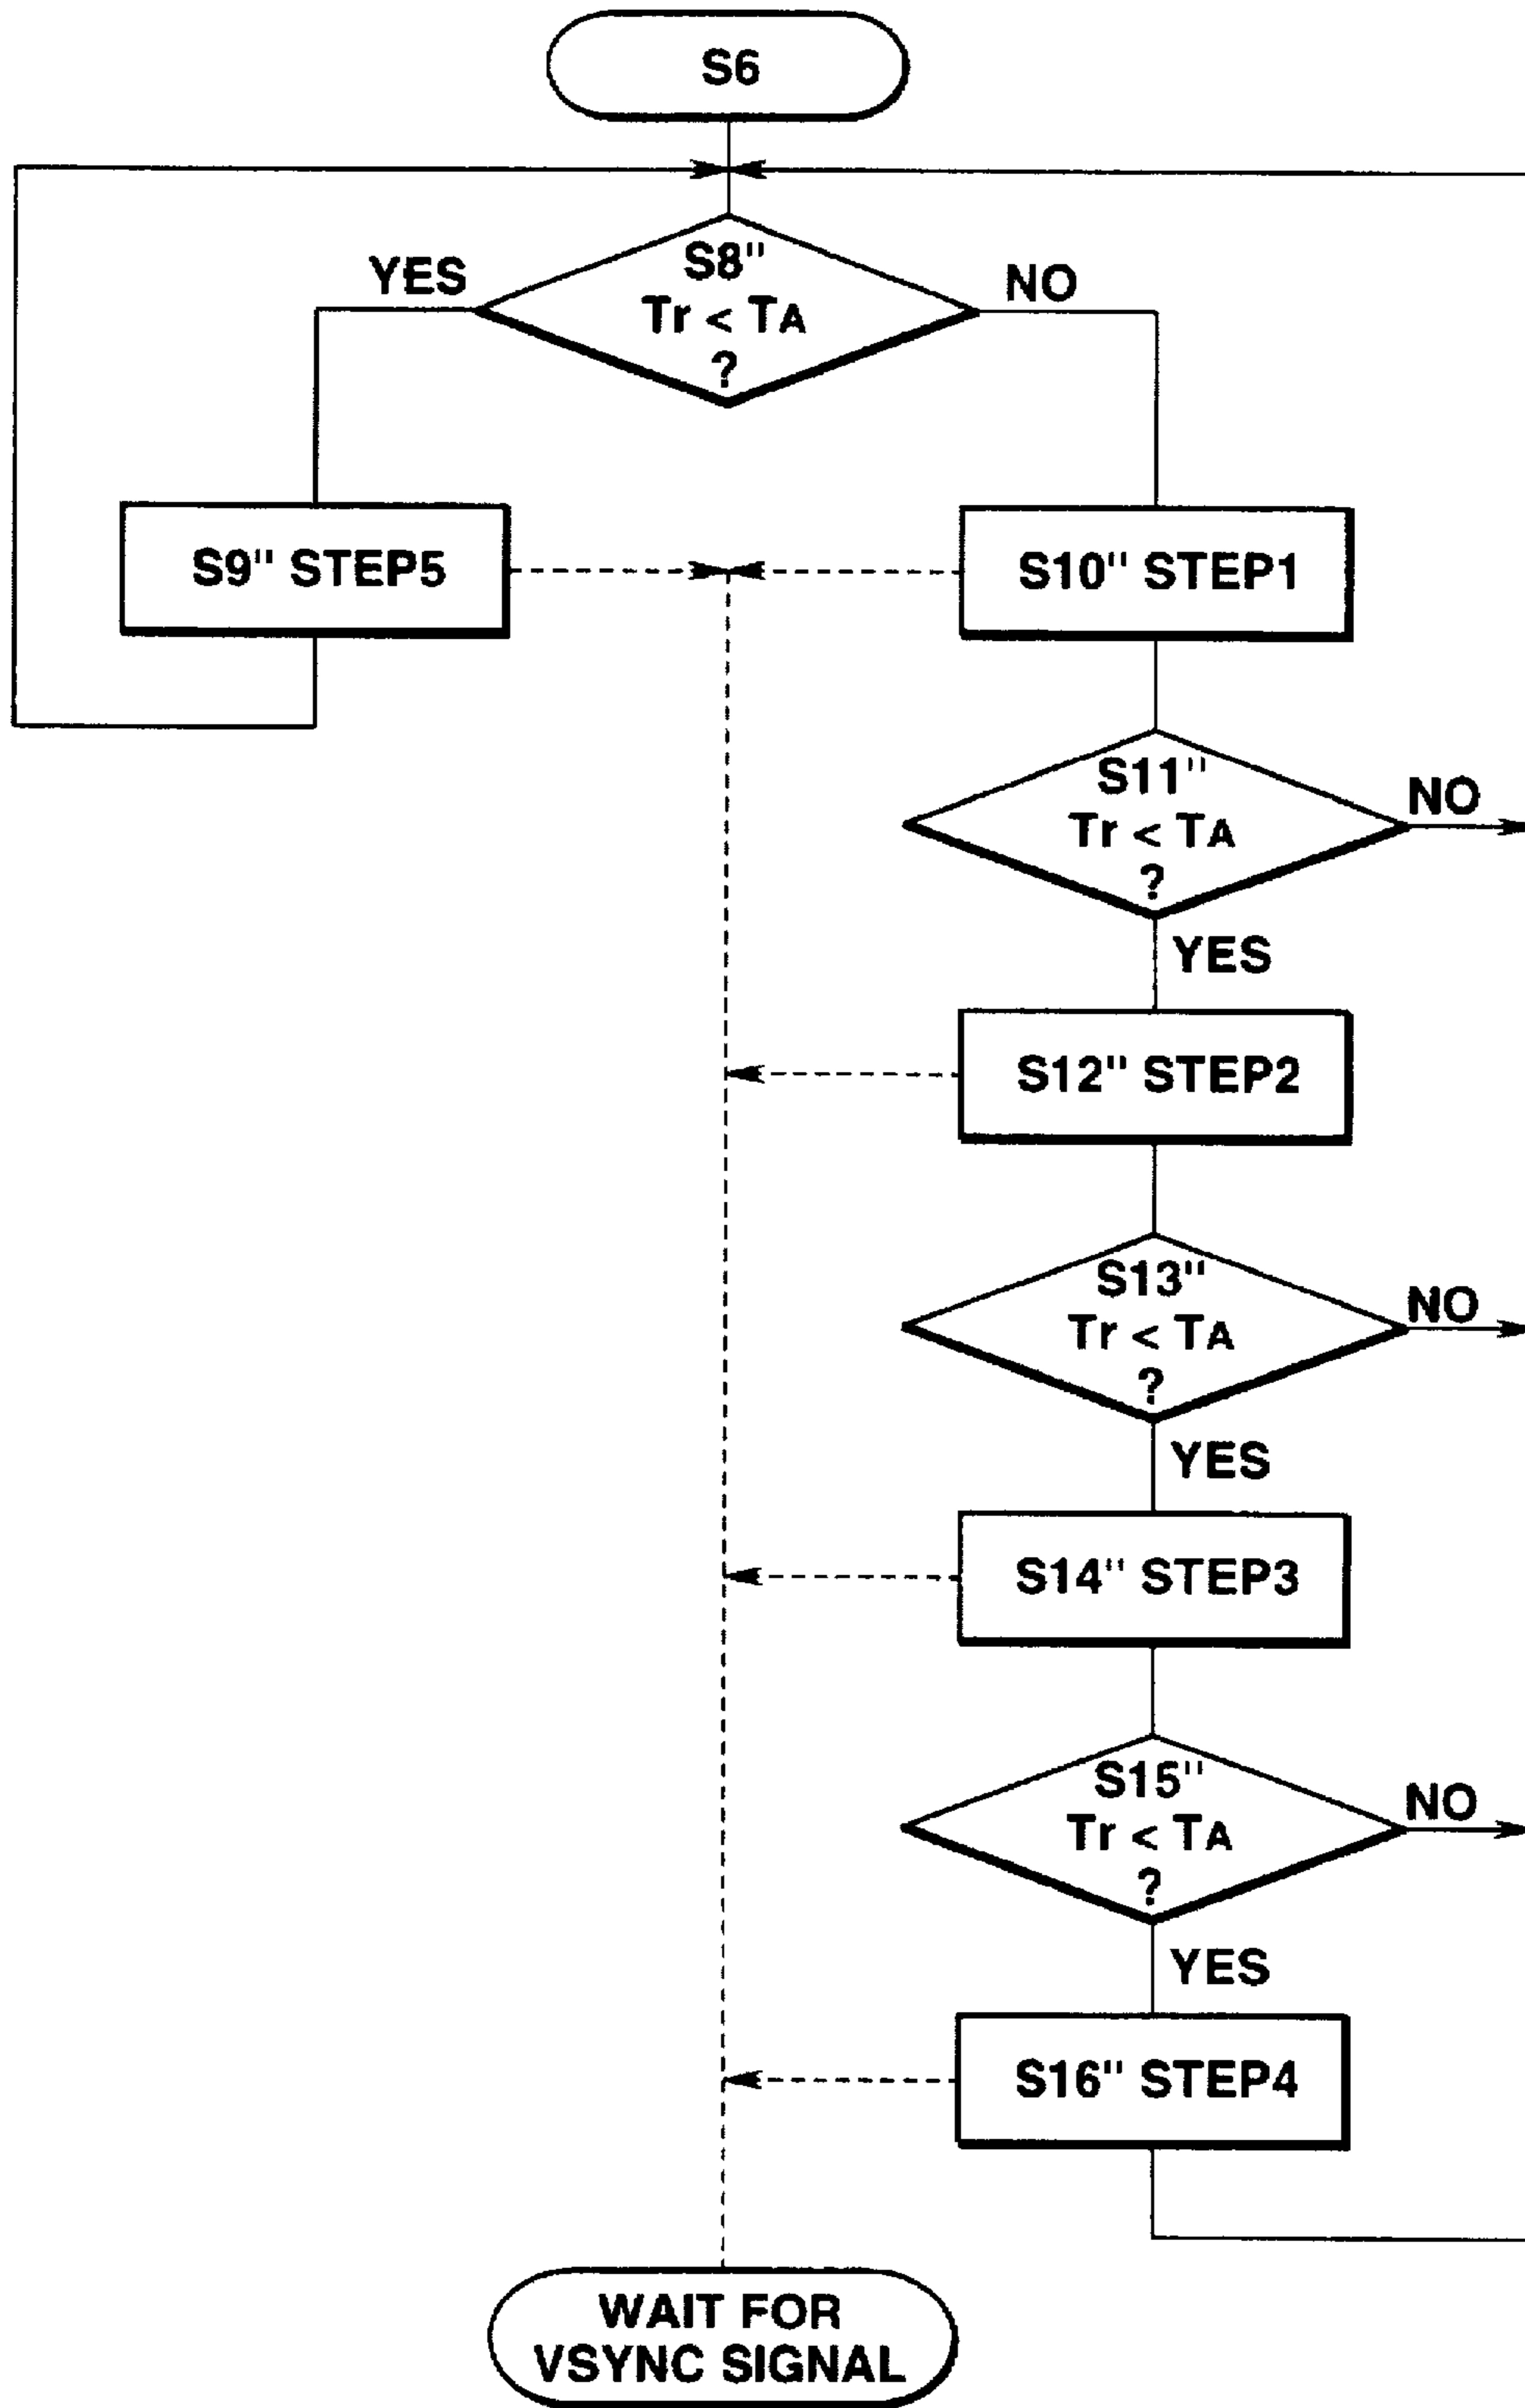 S6
YES
S8"
NO
Tr < TA
?
S9" STEP5
S10" STEP1
S11"
NO
Tr < TA
?
YES
S12" STEP2
S13"
NO
Tr < TA
?
YES
S14" STEP3
S15"
NO
Tr < TA
?
YES
S16" STEP4
WAIT FOR
VSYNC SIGNAL